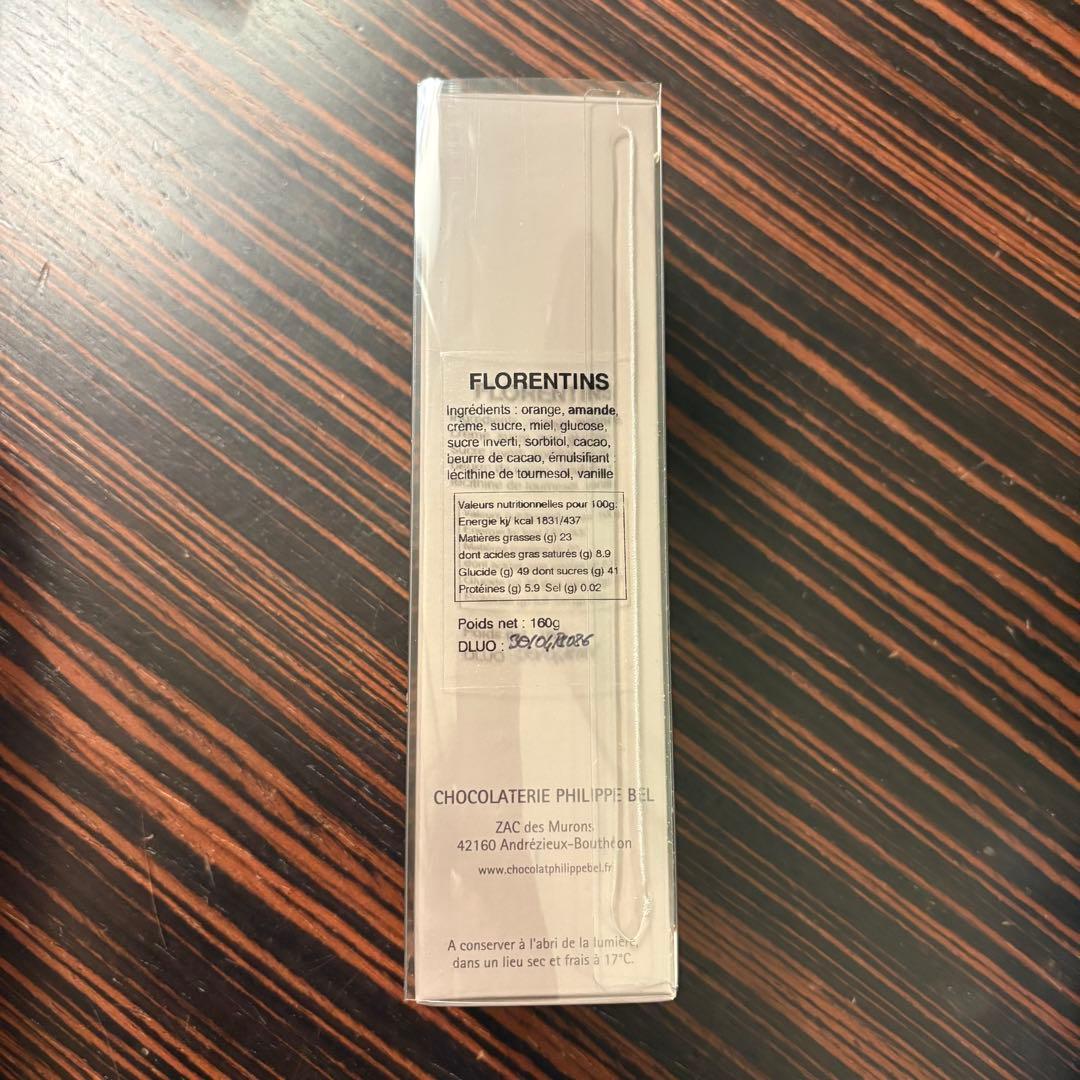 FLORENTINS
Ingrédients : orange, amande,
crème, sucre, miel, glucose,
sucre inverti, sorbitol, cacao,
beurre de cacao, émulsifiant :
lécithine de tournesol, vanille
Valeurs nutritionnelles pour 100g:
Energie kj/ kcal 1831/437
Matières grasses (g) 23
dont acides gras saturés (g) 8.9
Glucide (g) 49 dont sucres (g) 41
Protéines (g) 5.9 Sel (g) 0.02
Poids net : 160g
DLUO :
CHOCOLATERIE PHILIPPE BEL
ZAC des Murons
42160 Andrézieux-Bouthéon
www.chocolatphilippebel.fr
A conserver à l'abri de la lumière,
dans un lieu sec et frais à 17°C.